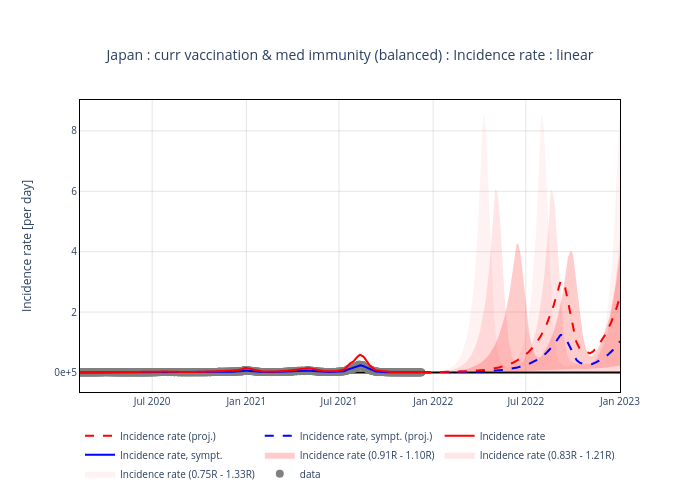 Japan : curr vaccination & med immunity (balanced) : Incidence rate : linear
Incidence rate [per day]
8
6
4
2
0e+5
Jul 2020 Jan 2021 Jul 2021 Jan 2022 Jul 2022 Jan 2023
Incidence rate (proj.) Incidence rate, sympt. (proj.) Incidence rate
Incidence rate, sympt. Incidence rate (0.91R - 1.10R) Incidence rate (0.83R - 1.21R)
Incidence rate (0.75R - 1.33R) data